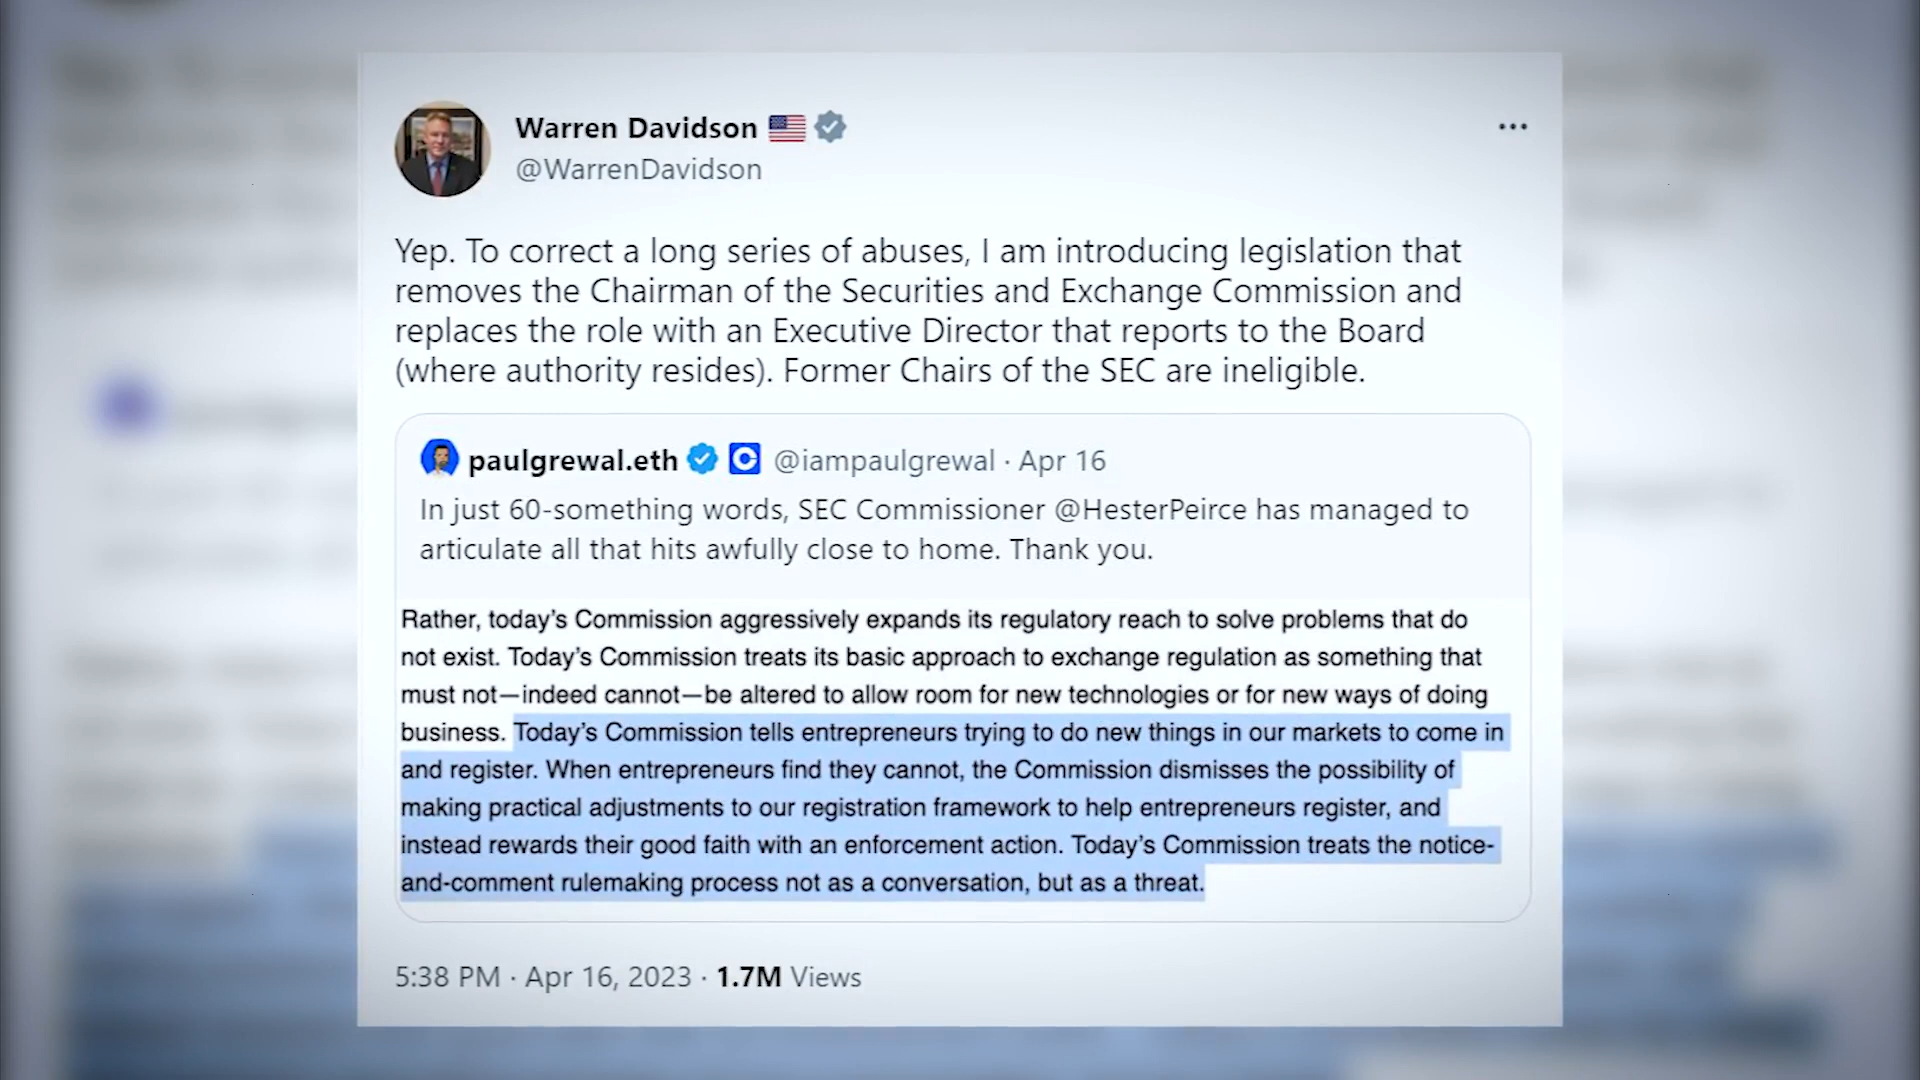 Warren Davidson
@WarrenDavidson
Yep. To correct a long series of abuses, I am introducing legislation that
removes the Chairman of the Securities and Exchange Commission and
replaces the role with an Executive Director that reports to the Board
(where authority resides). Former Chairs of the SEC are ineligible.
paulgrewal.eth @iampaulgrewal · Apr 16
In just 60-something words, SEC Commissioner @HesterPeirce has managed to
articulate all that hits awfully close to home. Thank you.
Rather, today's Commission aggressively expands its regulatory reach to solve problems that do
not exist. Today's Commission treats its basic approach to exchange regulation as something that
must not—indeed cannot—be altered to allow room for new technologies or for new ways of doing
business. Today's Commission tells entrepreneurs trying to do new things in our markets to come in
and register. When entrepreneurs find they cannot, the Commission dismisses the possibility of
making practical adjustments to our registration framework to help entrepreneurs register, and
instead rewards their good faith with an enforcement action. Today's Commission treats the notice-
and-comment rulemaking process not as a conversation, but as a threat.
5:38 PM · Apr 16, 2023 · 1.7M Views